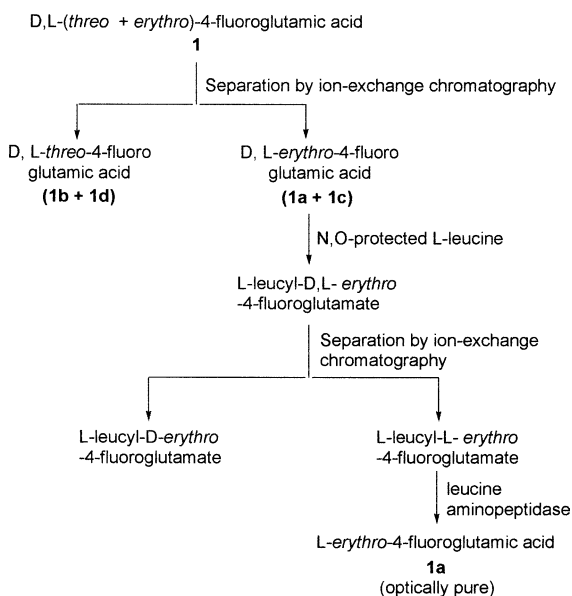 D,L-(threo + erythro)-4-fluoroglutamic acid
1
Separation by ion-exchange chromatography
D, L-threo-4-fluoro
glutamic acid
(1b + 1d)
D, L-erythro-4-fluoro
glutamic acid
(1a + 1c)
N,O-protected L-leucine
L-leucyl-D,L- erythro
-4-fluoroglutamate
Separation by ion-exchange
chromatography
L-leucyl-D-erythro
-4-fluoroglutamate
L-leucyl-L- erythro
-4-fluoroglutamate
leucine
aminopeptidase
L-erythro-4-fluoroglutamic acid
1a
(optically pure)